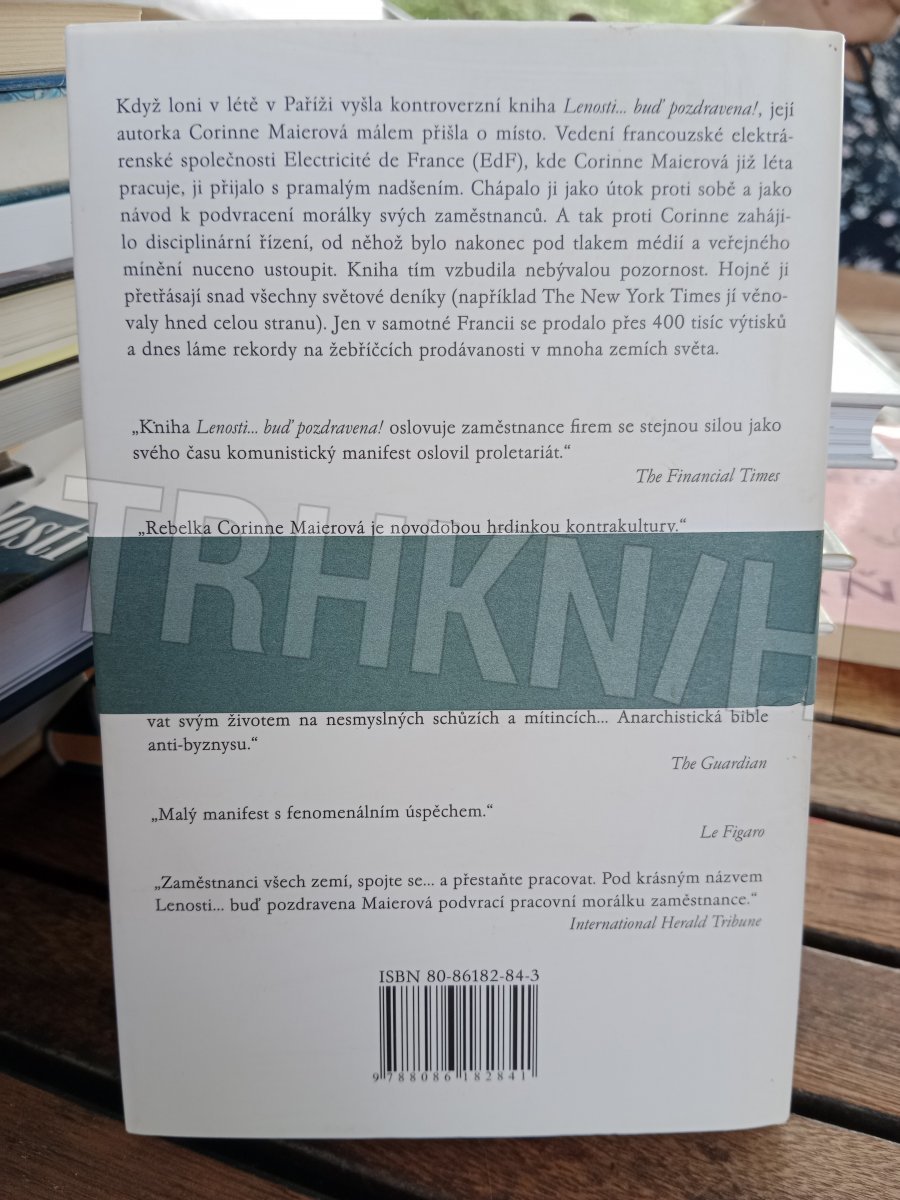 Když loni v létě v Paříži vyšla kontroverzní kniha Lenosti... buď pozdravena!, její
autorka Corinne Maierová málem přišla o místo. Vedení francouzské elektrá-
renské společnosti Electricité de France (EdF), kde Corinne Maierová již léta
pracuje, ji přijalo s pramalým nadšením. Chápalo ji jako útok proti sobě a jako
návod k podvracení morálky svých zaměstnanců. A tak proti Corinne zaháji-
lo disciplinární řízení, od něhož bylo nakonec pod tlakem médií a veřejného
mínění nuceno ustoupit. Kniha tím vzbudila nebývalou pozornost. Hojně ji
přetřásají snad všechny světové deníky (například The New York Times jí věno-
valy hned celou stranu). Jen v samotné Francii se prodalo přes 400 tisíc výtisků
a dnes láme rekordy na žebříčcích prodávanosti v mnoha zemích světa.
„Kniha Lenosti... buď pozdravena! oslovuje zaměstnance firem se stejnou silou jako
svého času komunistický manifest oslovil proletariát.“
The Financial Times
„Rebelka Corinne Maierová je novodobou hrdinkou kontrakultury.“
TRHKNIH
vat svým životem na nesmyslných schůzích a mítincích... Anarchistická bible
anti-byznysu.“
The Guardian
„Malý manifest s fenomenálním úspěchem.“
Le Figaro
„Zaměstnanci všech zemí, spojte se... a přestaňte pracovat. Pod krásným názvem
Lenosti... buď pozdravena Maierová podvrací pracovní morálku zaměstnance.“
International Herald Tribune
ISBN 80-86182-84-3
9 788086 182841